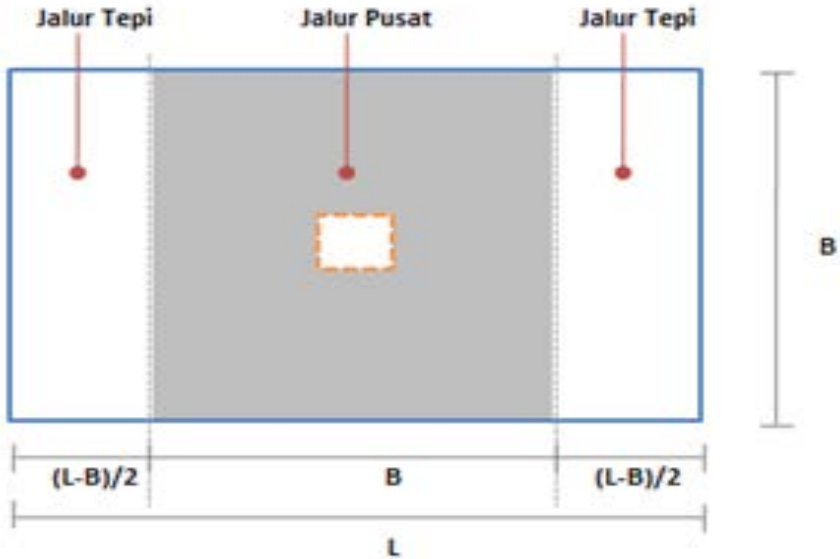 Jalur Tepi Jalur Pusat Jalur Tepi
B
(L-B)/2 B (L-B)/2
L